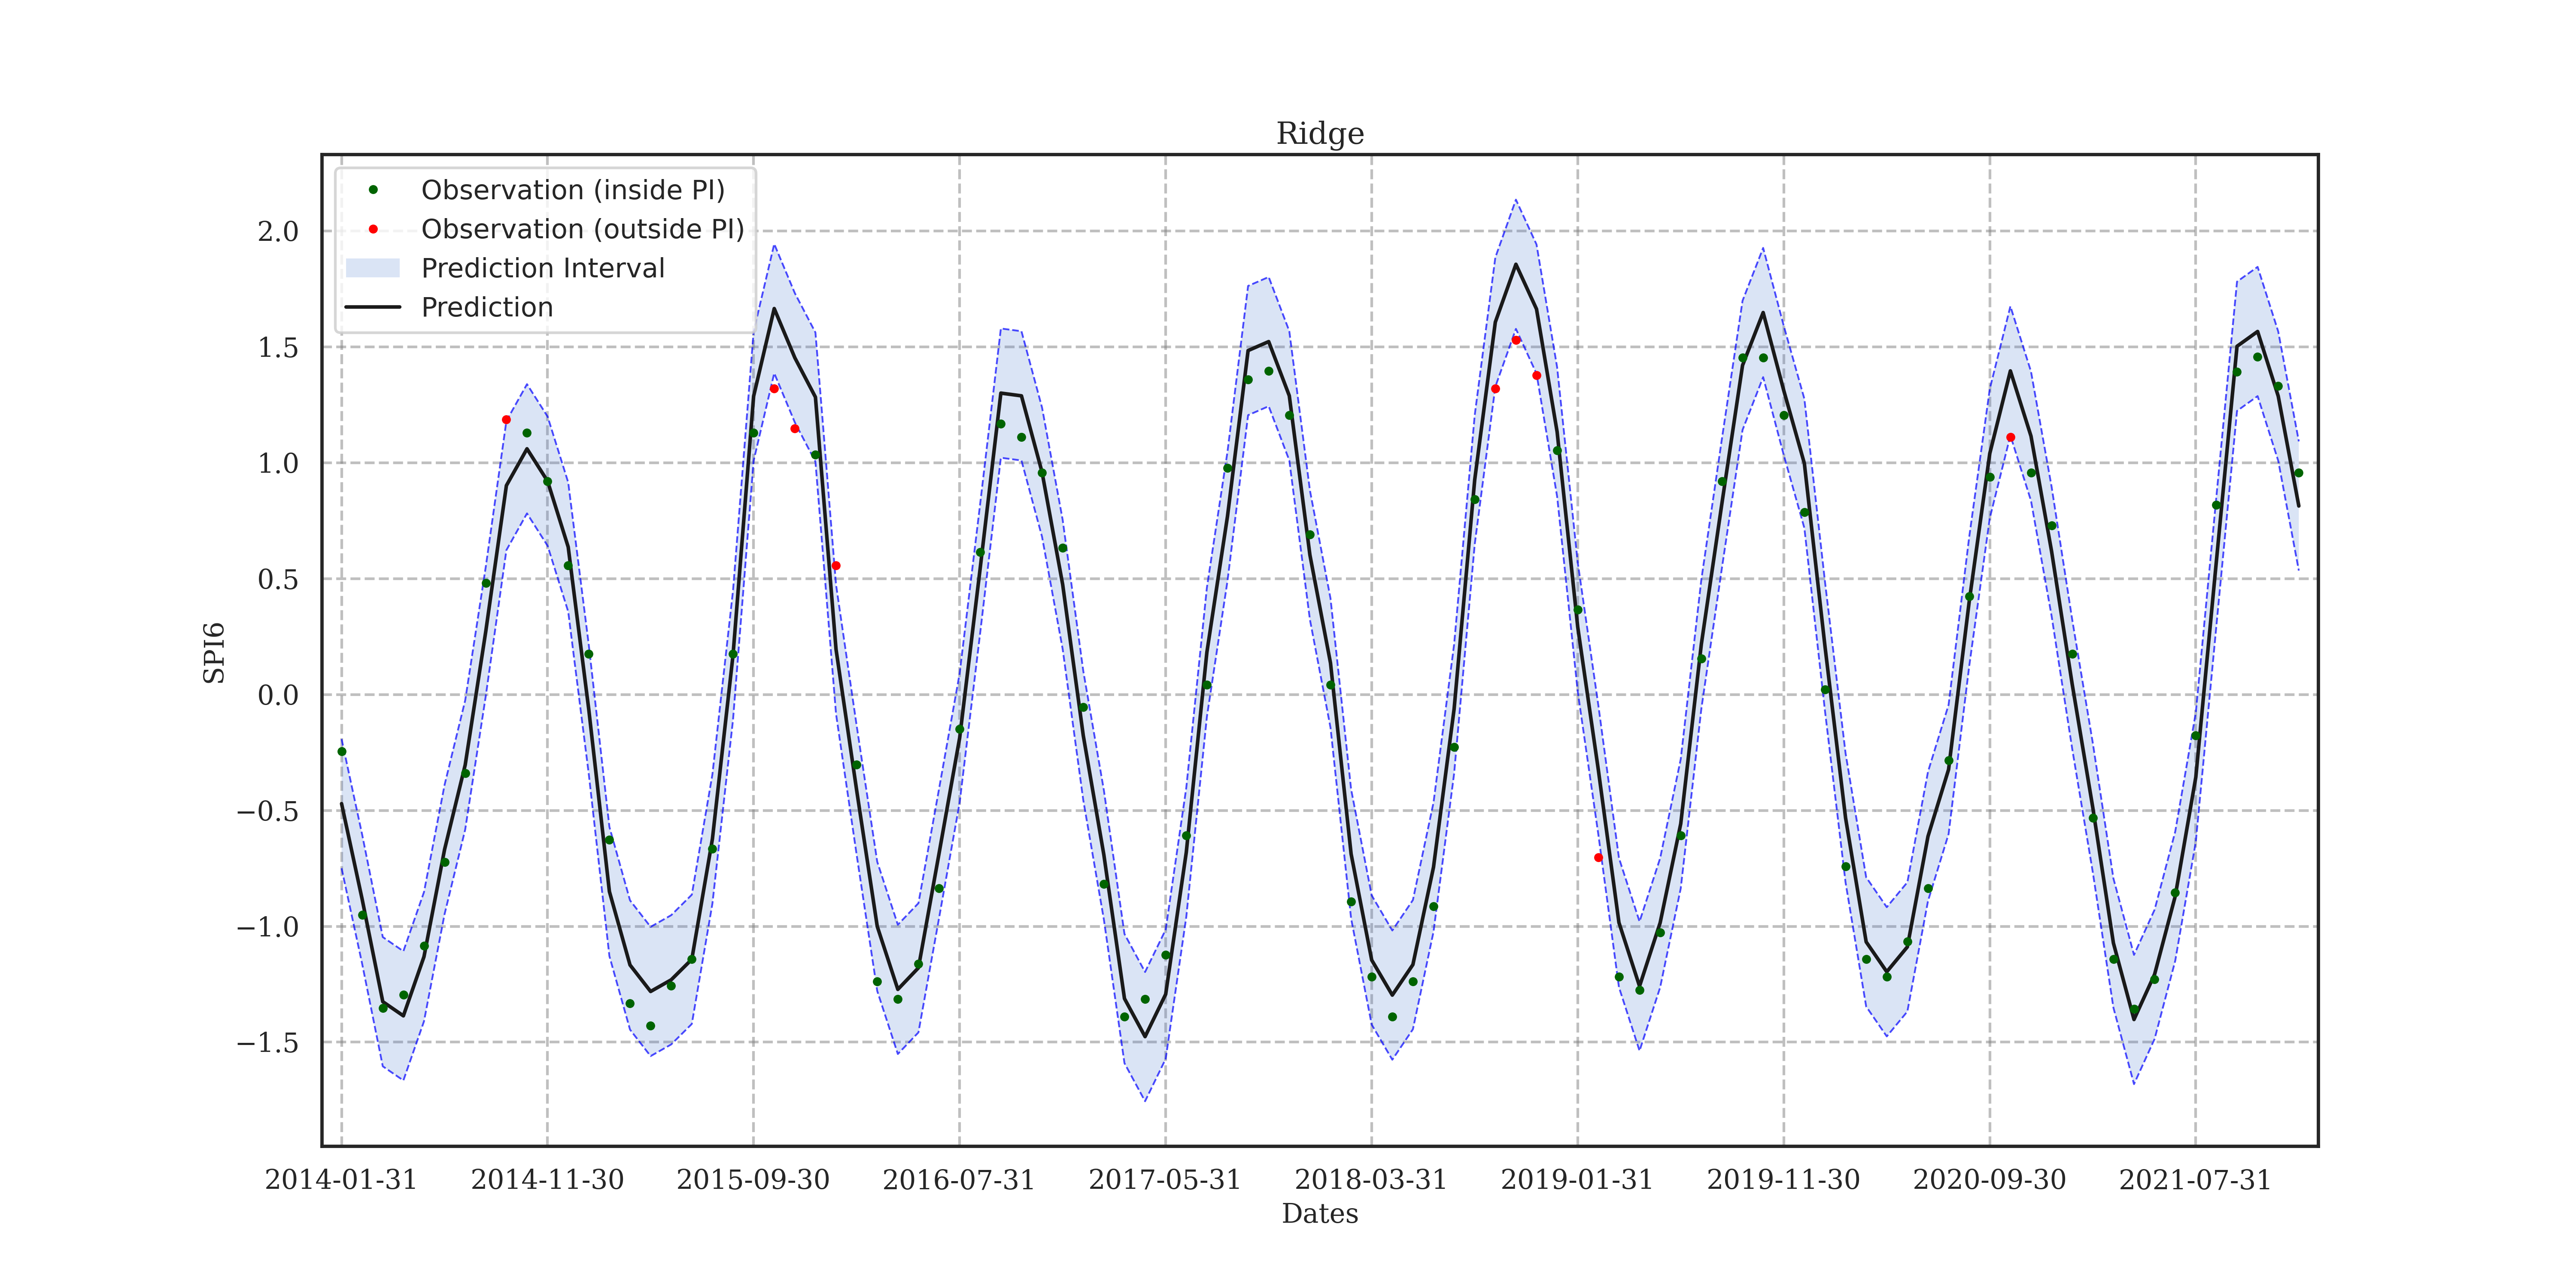 Ridge
Observation (inside PI)
Observation (outside PI)
Prediction Interval
Prediction
2.0
1.5
1.0
0.5
0.0
−0.5
−1.0
−1.5
SPI6
2014-01-31 2014-11-30 2015-09-30 2016-07-31 2017-05-31 2018-03-31 2019-01-31 2019-11-30 2020-09-30 2021-07-31
Dates